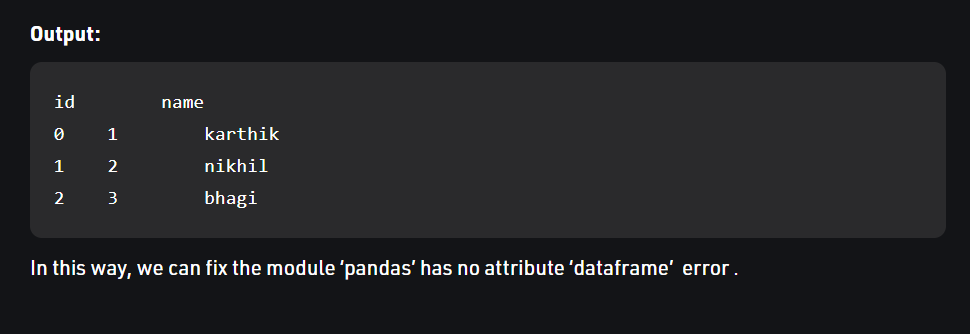 Output:
id        name
0    1        karthik
1    2        nikhil
2    3        bhagi
In this way, we can fix the module ‘pandas’ has no attribute ‘dataframe’  error .